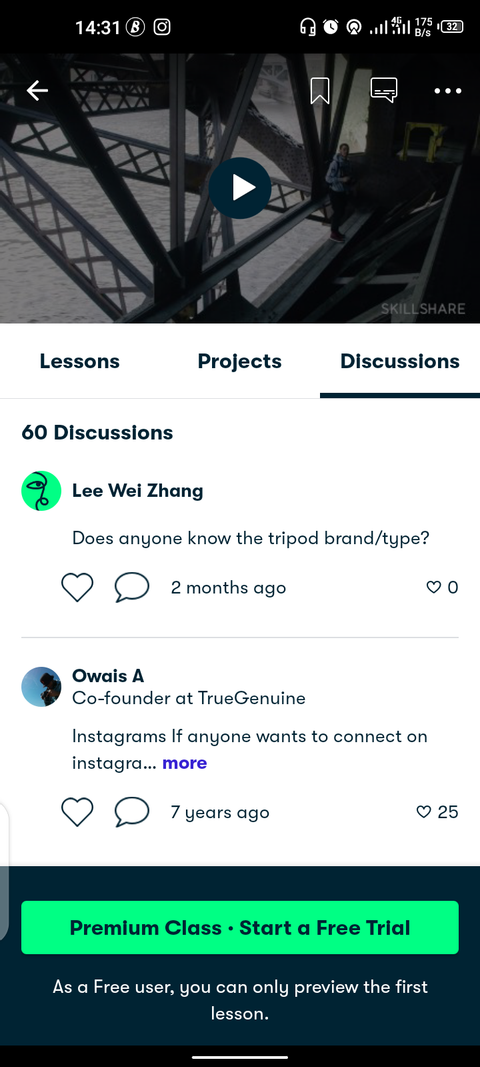 14:31
4G
175
B/s
32
SKILLSHARE
Lessons Projects Discussions
60 Discussions
Lee Wei Zhang
Does anyone know the tripod brand/type?
2 months ago 0
Owais A
Co-founder at TrueGenuine
Instagrams If anyone wants to connect on
instagra... more
7 years ago 25
Premium Class · Start a Free Trial
As a Free user, you can only preview the first
lesson.